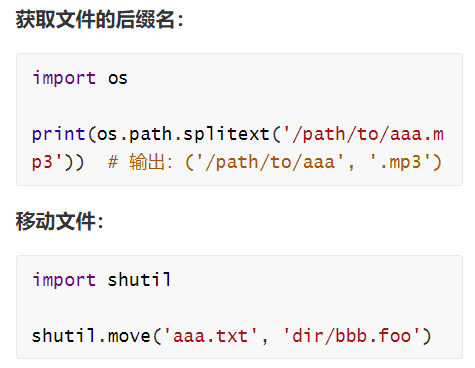 获取文件的后缀名：
import os
print(os.path.splitext('/path/to/aaa.m
p3'))  # 输出：('/path/to/aaa', '.mp3')
移动文件：
import shutil
shutil.move('aaa.txt', 'dir/bbb.foo')